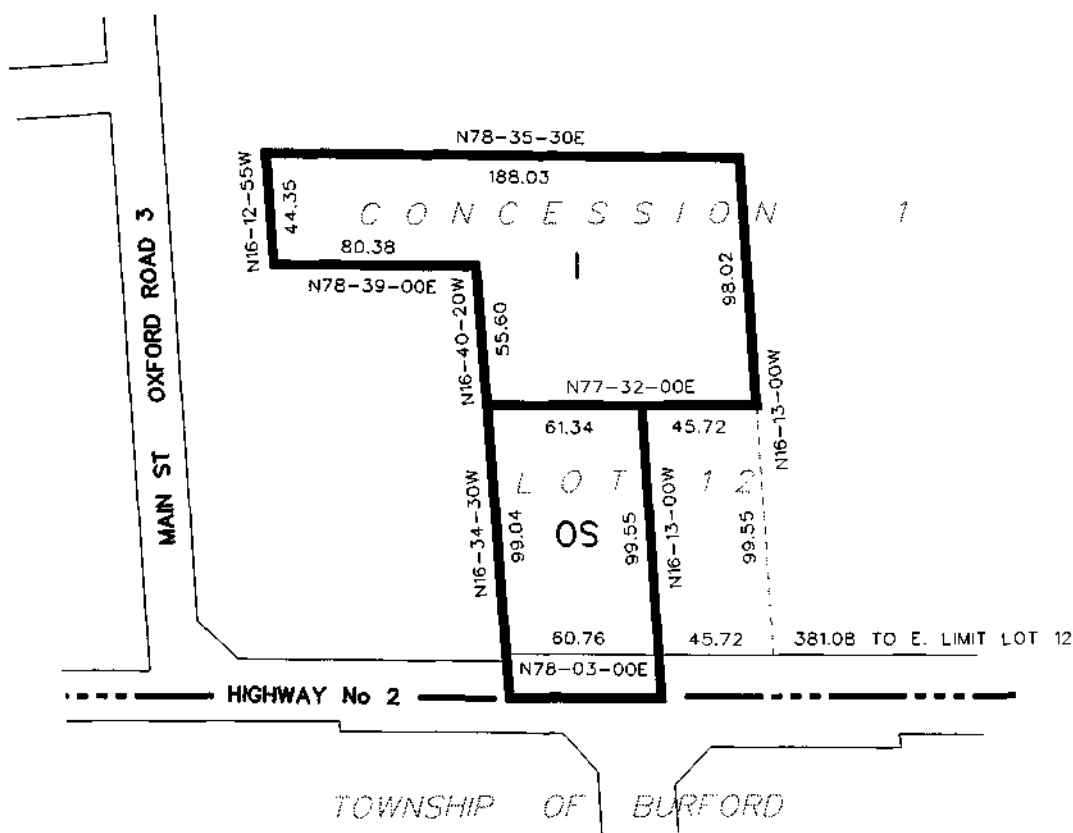 N78-35-30E
188.03
N16-12-55W
44.35
CONCESSION 1
80.38
N78-39-00E
I
98.02
MAIN ST OXFORD ROAD 3
N16-40-20W
55.60
N77-32-00E
61.34
45.72
N16-13-00W
LOT 12
N16-34-30W
99.04
OS
99.55
N16-13-00W
99.55
60.76
45.72
381.08 TO E. LIMIT LOT 12
N78-03-00E
HIGHWAY No 2
TOWNSHIP OF BURFORD